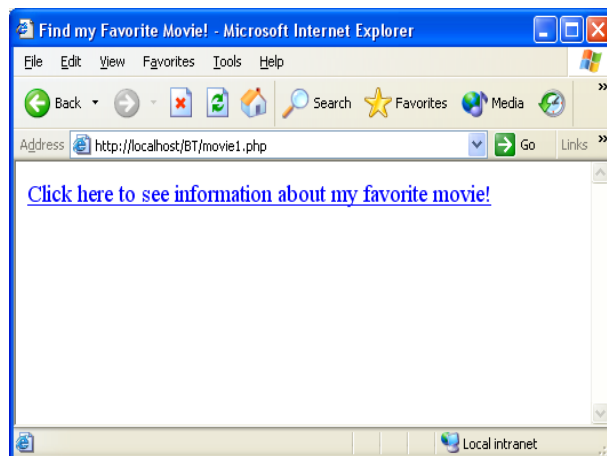 Find my Favorite Movie! - Microsoft Internet Explorer
File Edit View Favorites Tools Help
Back Search Favorites Media »
Address http://localhost/BT/movie1.php Go Links »
Click here to see information about my favorite movie!
Local intranet